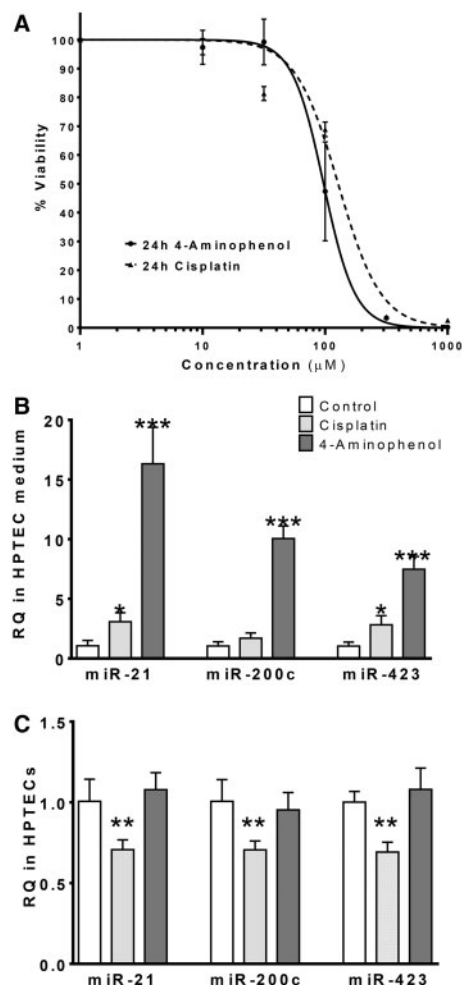 A
100
90
80
70
60
50
40
30
20
10
0
% Viability
24h 4-Aminophenol
24h Cisplatin
1 10 100 1000
Concentration (μM)
B
Control
Cisplatin
4-Aminophenol
20
15
10
5
0
RQ in HPTEC medium
* *** *** * ***
miR-21 miR-200c miR-423
C
1.5
1.0
0.5
0.0
RQ in HPTECs
** ** **
miR-21 miR-200c miR-423